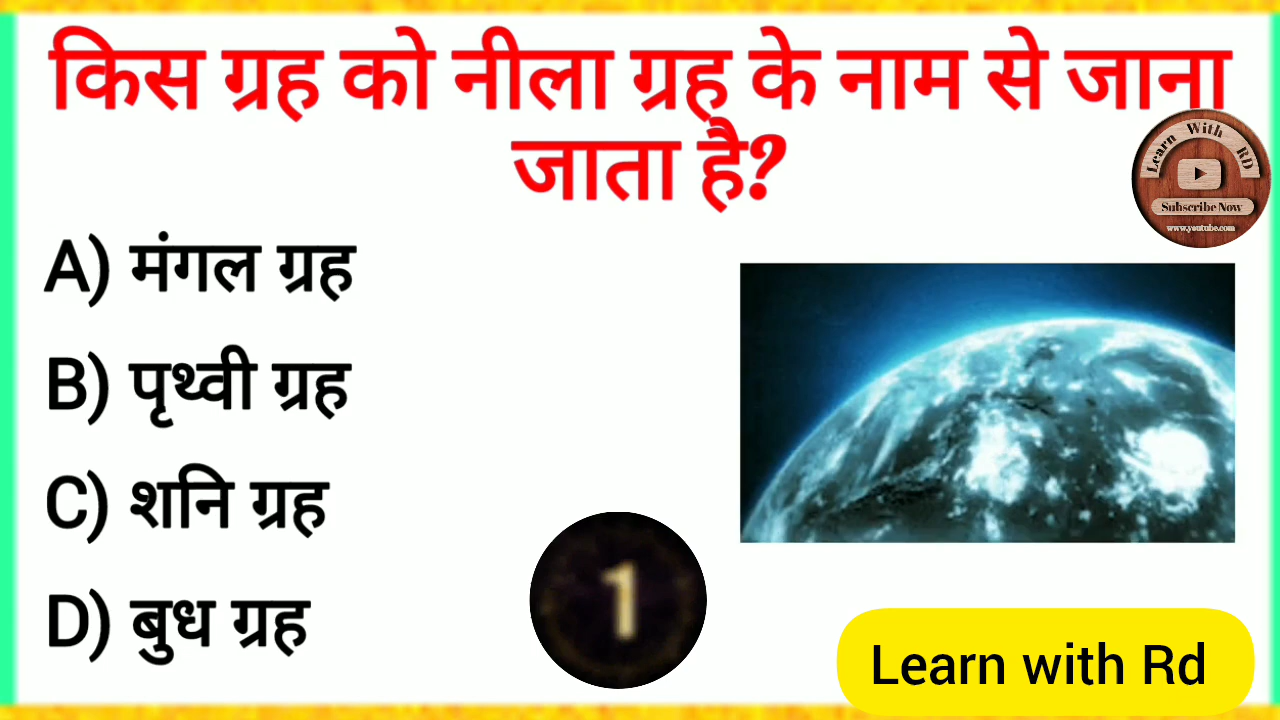 किस ग्रह को नीला ग्रह के नाम से जाना
जाता है?
Learn With RD
Subscribe Now
www.youtube.com
A) मंगल ग्रह
B) पृथ्वी ग्रह
C) शनि ग्रह
D) बुध ग्रह
1
Learn with Rd